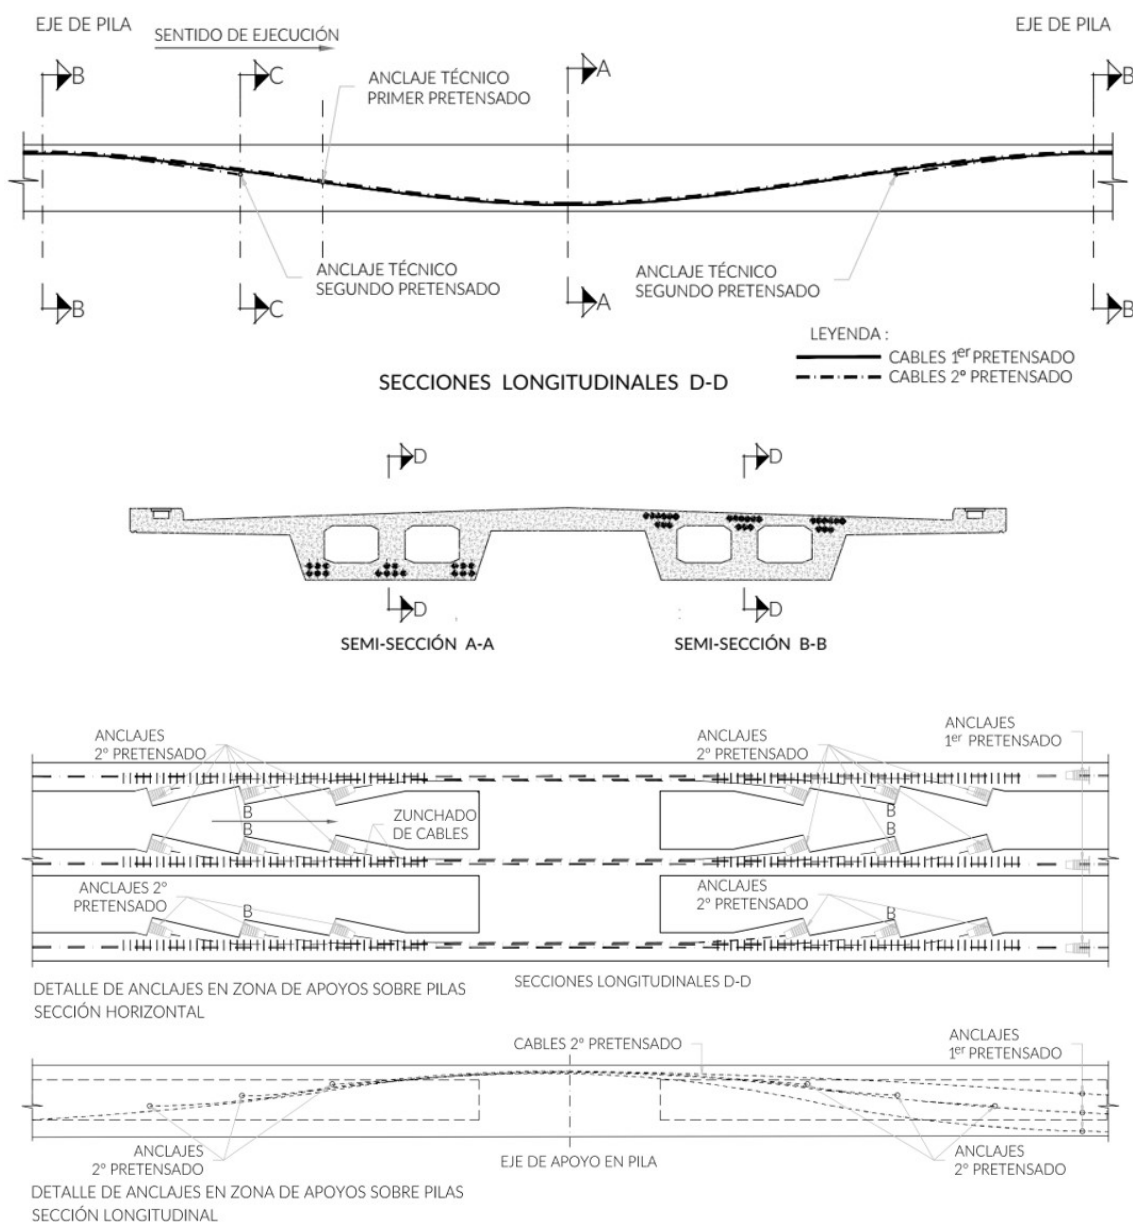 EJE DE PILA
EJE DE PILA
SENTIDO DE EJECUCIÓN
B
C
A
B
ANCLAJE TÉCNICO
PRIMER PRETENSADO
ANCLAJE TÉCNICO
SEGUNDO PRETENSADO
ANCLAJE TÉCNICO
SEGUNDO PRETENSADO
B
C
A
B
LEYENDA :
CABLES 1er PRETENSADO
CABLES 2º PRETENSADO
SECCIONES LONGITUDINALES D-D
D
D
D
D
SEMI-SECCIÓN A-A
SEMI-SECCIÓN B-B
ANCLAJES
2º PRETENSADO
ANCLAJES
2º PRETENSADO
ANCLAJES
1er PRETENSADO
B
B
ZUNCHADO
DE CABLES
B
B
ANCLAJES 2º
PRETENSADO
B
ANCLAJES
2º PRETENSADO
B
DETALLE DE ANCLAJES EN ZONA DE APOYOS SOBRE PILAS
SECCIÓN HORIZONTAL
SECCIONES LONGITUDINALES D-D
CABLES 2º PRETENSADO
ANCLAJES
1er PRETENSADO
ANCLAJES
2º PRETENSADO
EJE DE APOYO EN PILA
ANCLAJES
2º PRETENSADO
DETALLE DE ANCLAJES EN ZONA DE APOYOS SOBRE PILAS
SECCIÓN LONGITUDINAL